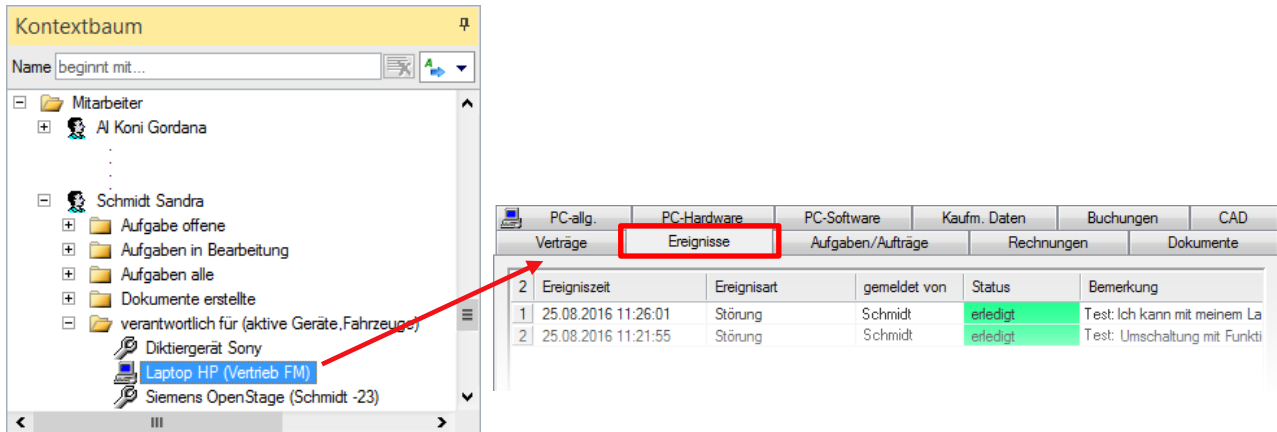 Kontextbaum
Name beginnt mit...
Mitarbeiter
Al Koni Gordana
Schmidt Sandra
Aufgabe offene
Aufgaben in Bearbeitung
Aufgaben alle
Dokumente erstellte
verantwortlich für (aktive Geräte,Fahrzeuge)
Diktiergerät Sony
Laptop HP (Vertrieb FM)
Siemens OpenStage (Schmidt -23)
PC-allg. PC-Hardware PC-Software Kaufm. Daten Buchungen CAD
Verträge Ereignisse Aufgaben/Aufträge Rechnungen Dokumente
2 Ereigniszeit Ereignisart gemeldet von Status Bemerkung
1 25.08.2016 11:26:01 Störung Schmidt erledigt Test: Ich kann mit meinem La
2 25.08.2016 11:21:55 Störung Schmidt erledigt Test: Umschaltung mit Funkti